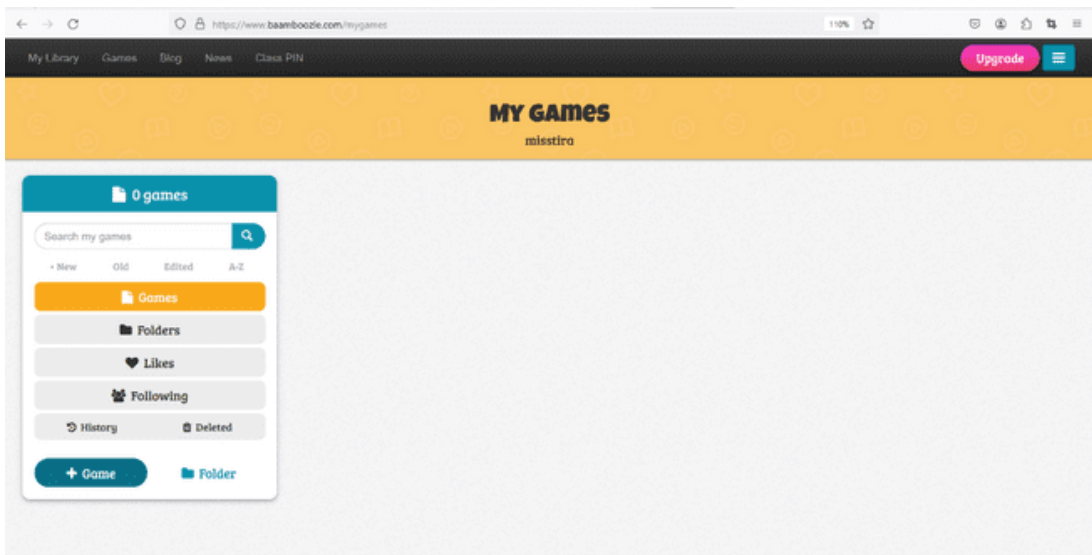 https://www.baamboozle.com/mygames 110%
My Library Games Blog News Class PIN Upgrade
My Games
misstira
0 games
Search my games
• New Old Edited A-Z
Games
Folders
Likes
Following
History Deleted
+ Game Folder